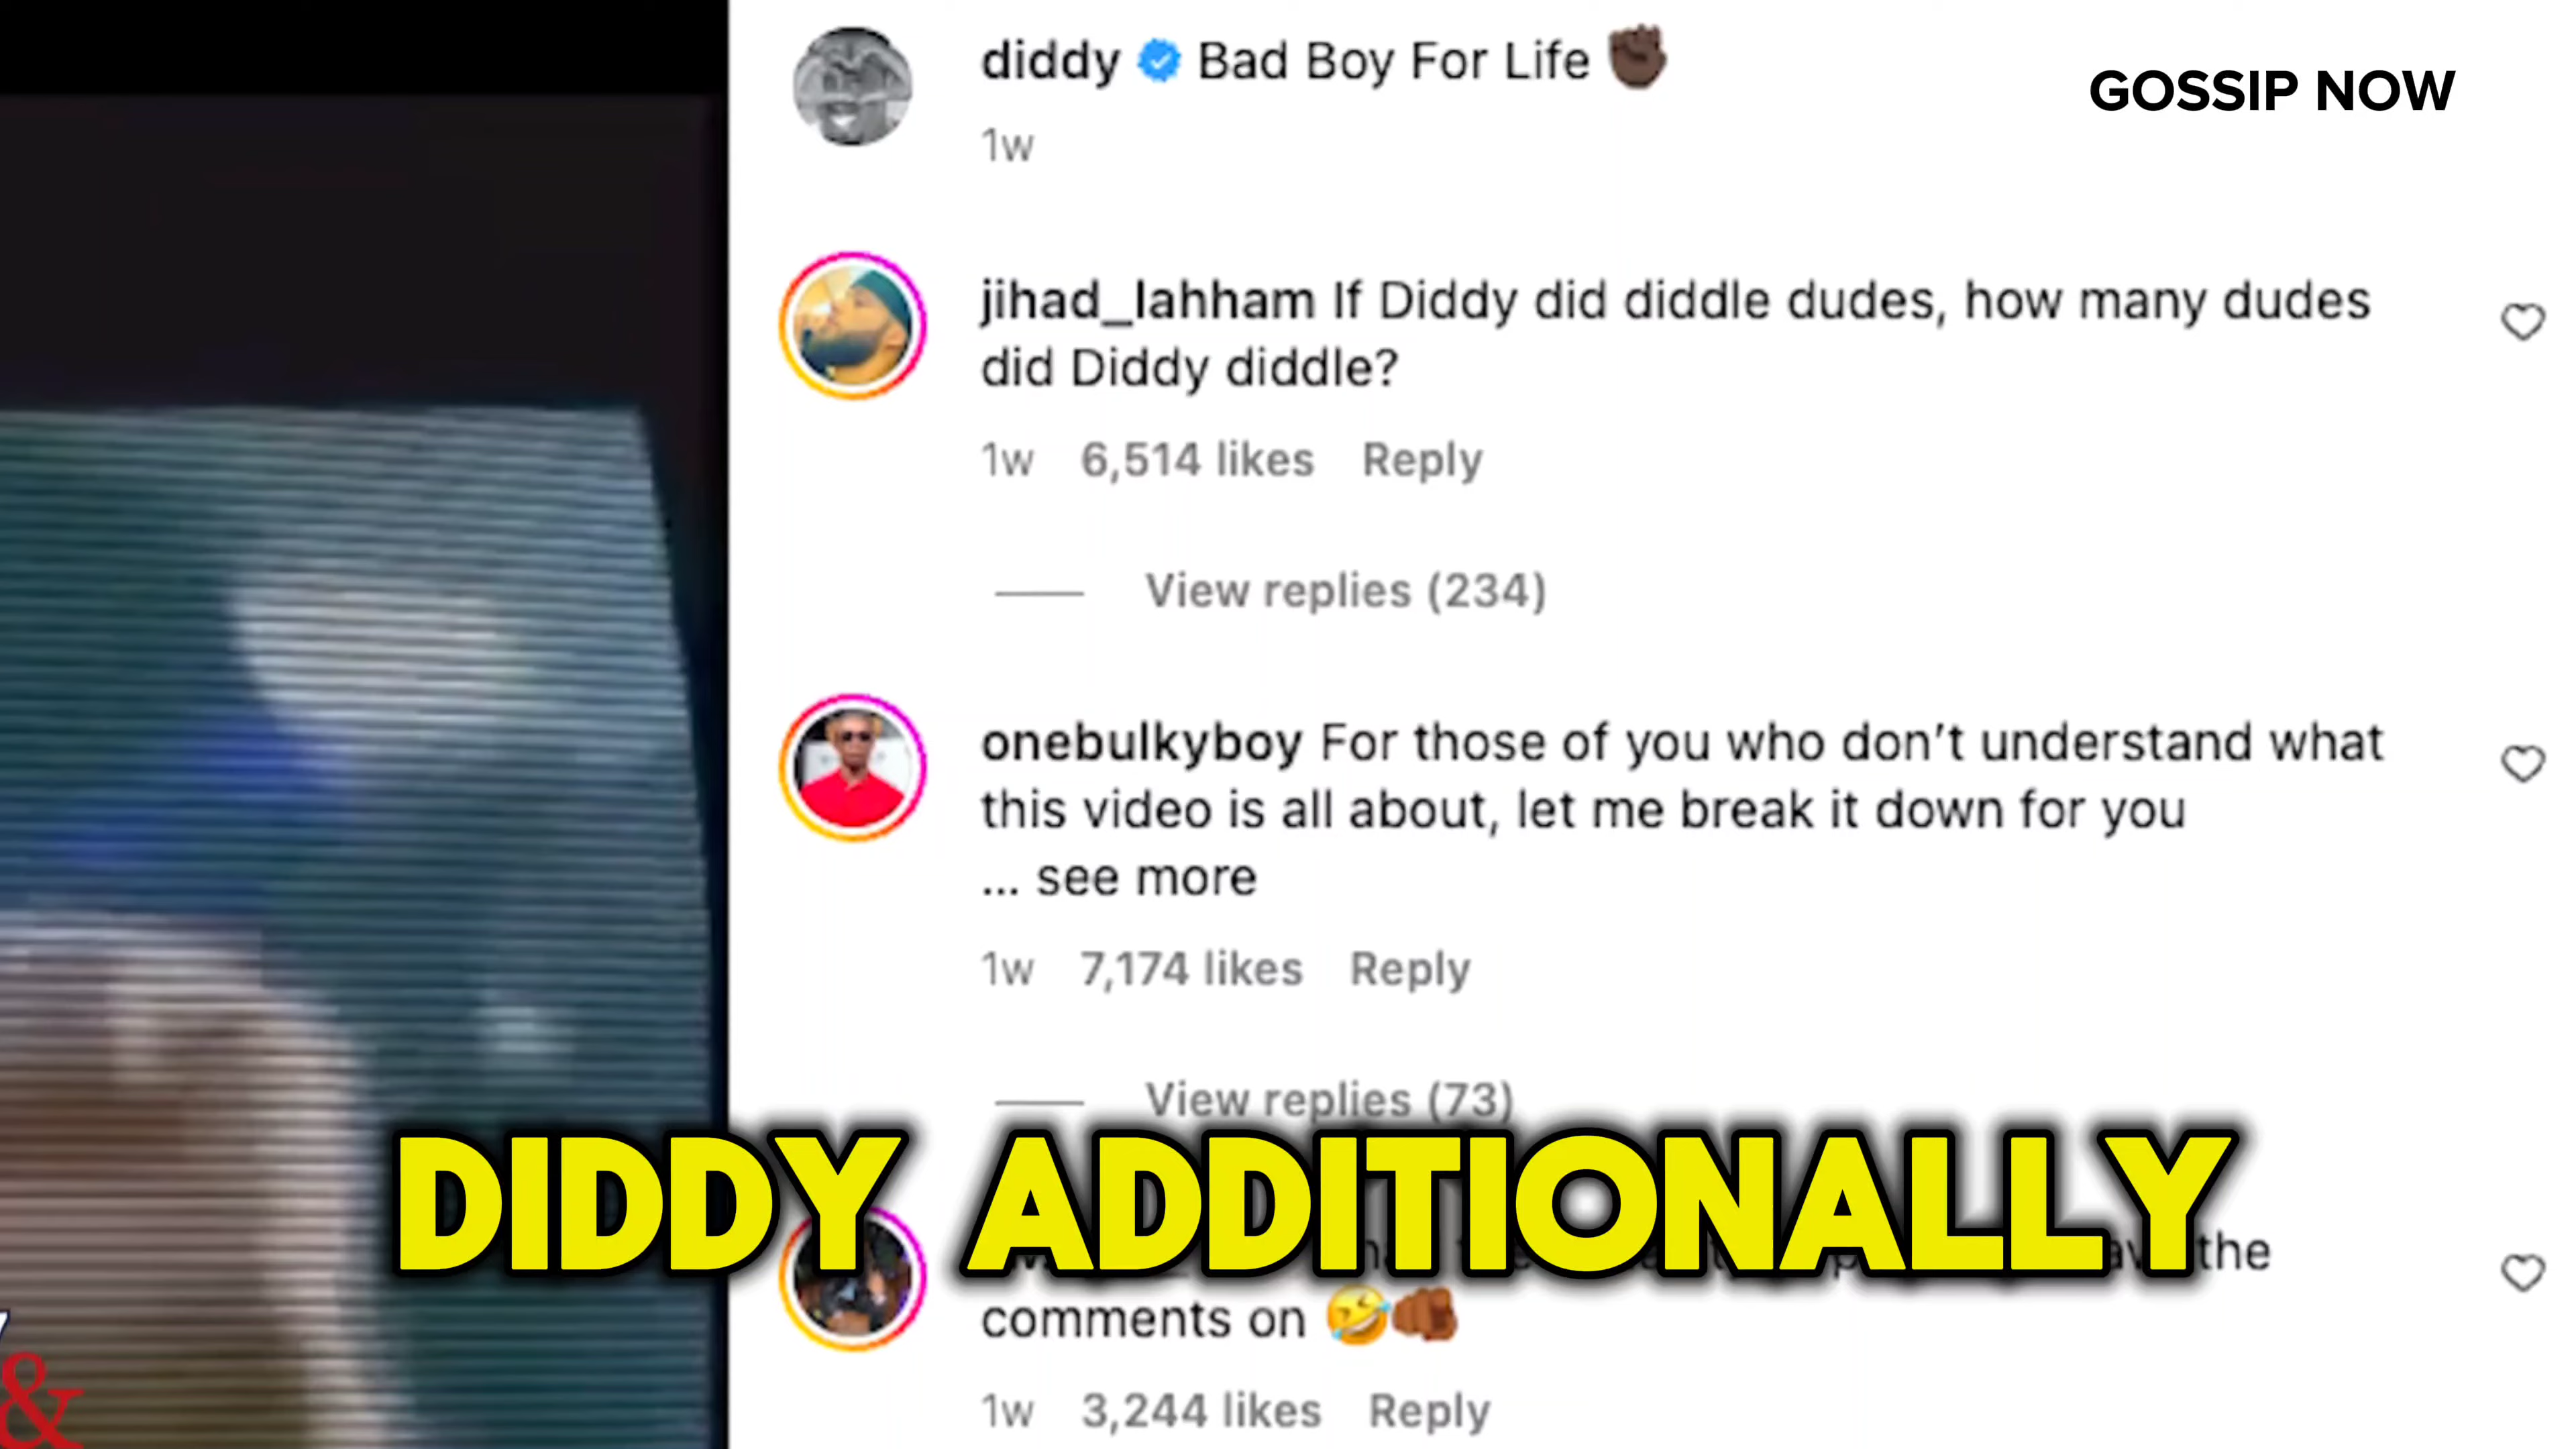 diddy Bad Boy For Life ✊🏿
GOSSIP NOW
1w
jihad_lahham If Diddy did diddle dudes, how many dudes
did Diddy diddle?
1w 6,514 likes Reply
View replies (234)
onebulkyboy For those of you who don't understand what
this video is all about, let me break it down for you
... see more
1w 7,174 likes Reply
View replies (73)
DIDDY ADDITIONALLY
the
comments on 🤣👊🏾
1w 3,244 likes Reply
&